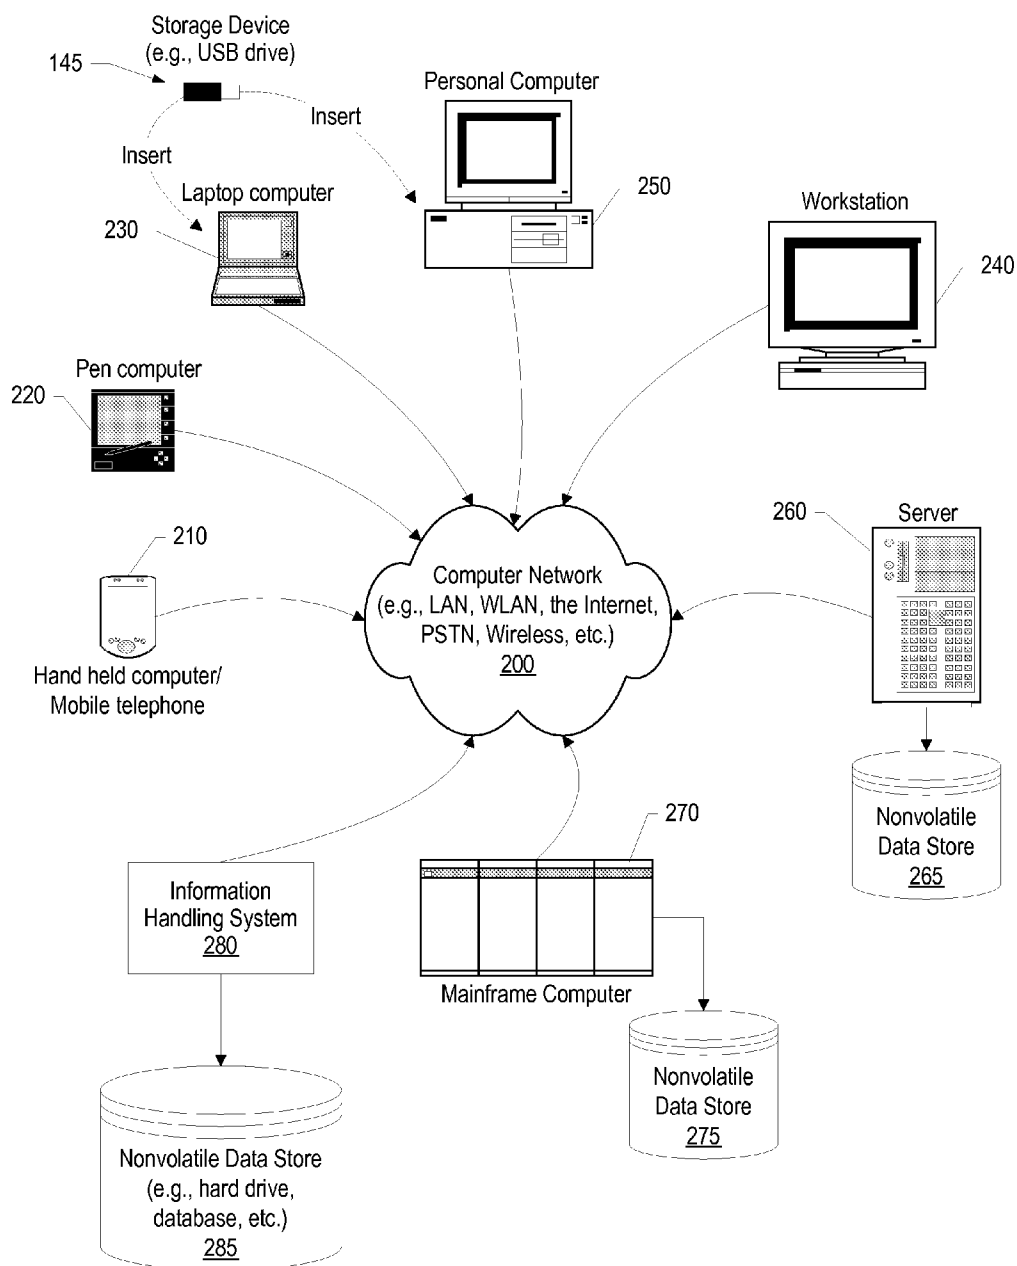 Storage Device
(e.g., USB drive)
145
Insert
Insert
Personal Computer
250
Laptop computer
230
Workstation
240
Pen computer
220
210
Hand held computer/
Mobile telephone
Computer Network
(e.g., LAN, WLAN, the Internet,
PSTN, Wireless, etc.)
200
260
Server
Nonvolatile
Data Store
265
270
Mainframe Computer
Information
Handling System
280
Nonvolatile
Data Store
275
Nonvolatile Data Store
(e.g., hard drive,
database, etc.)
285